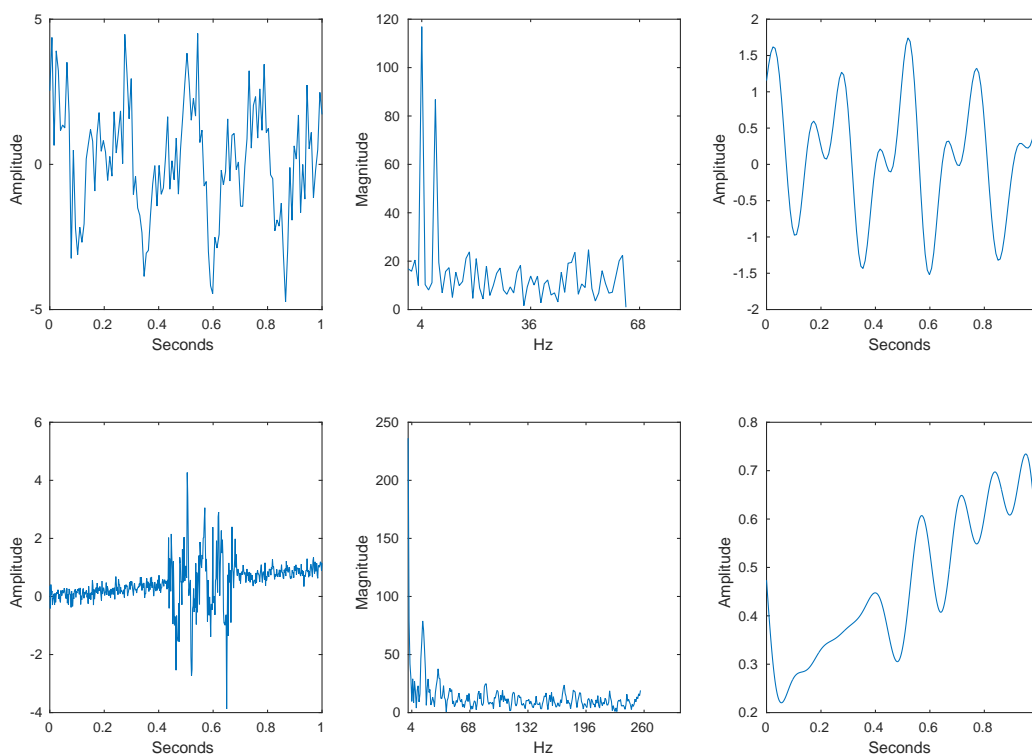 5
0
-5
Amplitude
0 0.2 0.4 0.6 0.8 1
Seconds
120
100
80
60
40
20
0
Magnitude
4 36 68
Hz
2
1.5
1
0.5
0
-0.5
-1
-1.5
-2
Amplitude
0 0.2 0.4 0.6 0.8
Seconds
6
4
2
0
-2
-4
Amplitude
0 0.2 0.4 0.6 0.8 1
Seconds
250
200
150
100
50
0
Magnitude
4 68 132 196 260
Hz
0.8
0.7
0.6
0.5
0.4
0.3
0.2
Amplitude
0 0.2 0.4 0.6 0.8
Seconds